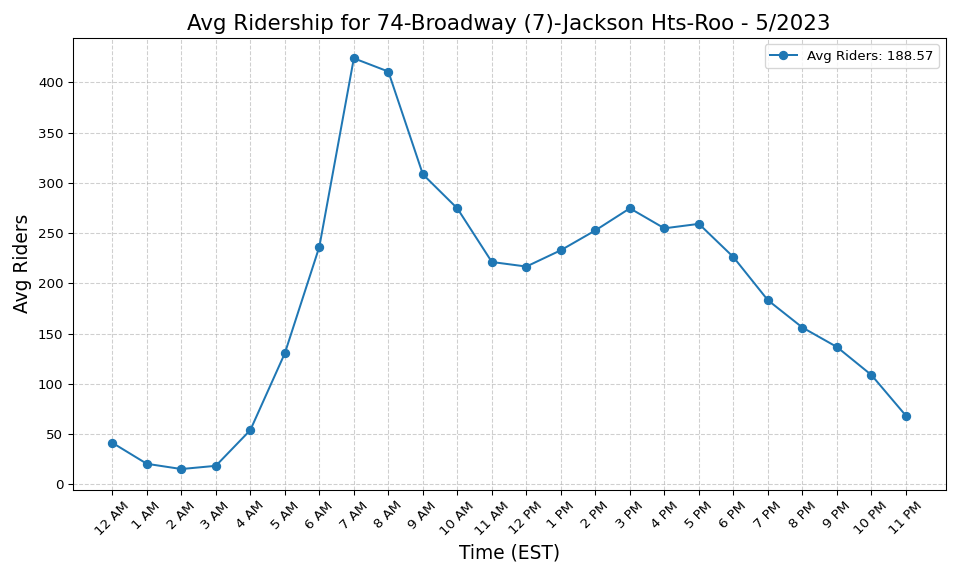 Avg Ridership for 74-Broadway (7)-Jackson Hts-Roo - 5/2023
Avg Riders: 188.57
Avg Riders
400
350
300
250
200
150
100
50
0
12 AM
1 AM
2 AM
3 AM
4 AM
5 AM
6 AM
7 AM
8 AM
9 AM
10 AM
11 AM
12 PM
1 PM
2 PM
3 PM
4 PM
5 PM
6 PM
7 PM
8 PM
9 PM
10 PM
11 PM
Time (EST)